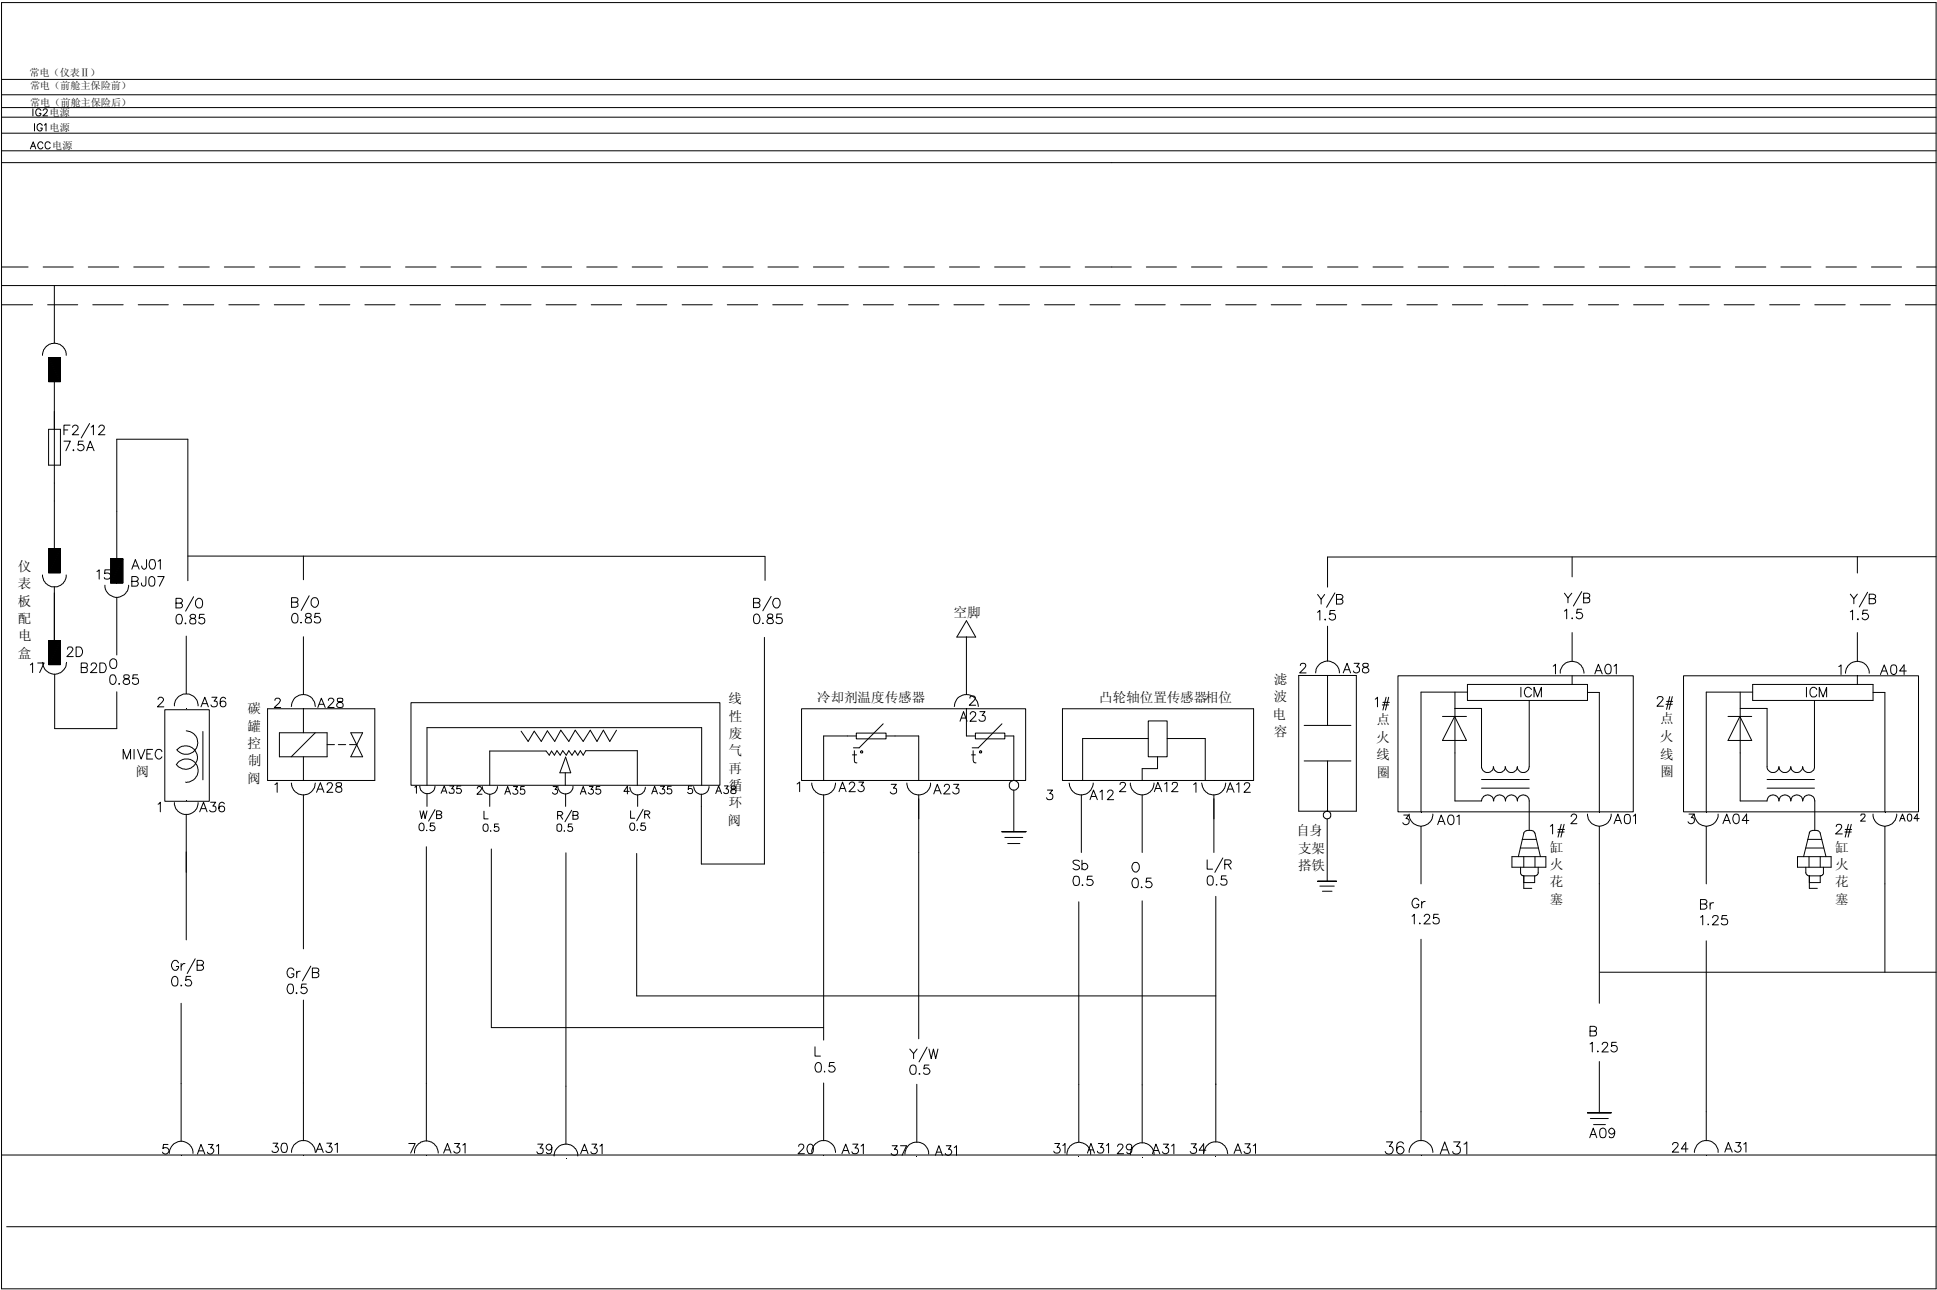 常电（仪表Ⅱ）
常电（前舱主保险前）
常电（前舱主保险后）
IG2电源
IG1电源
ACC电源
F2/12
7.5A
仪表板配电盒
15
AJ01
BJ07
17
2D
B2D
O
0.85
B/O
0.85
2
A36
MIVEC
阀
1
A36
Gr/B
0.5
5
A31
B/O
0.85
碳罐控制阀
2
A28
1
A28
Gr/B
0.5
30
A31
B/O
0.85
线性废气再循环阀
1
A35
2
A35
3
A35
4
A35
5
A38
W/B
0.5
L
0.5
R/B
0.5
L/R
0.5
7
A31
39
A31
空脚
冷却剂温度传感器
2
A23
t°
t°
1
A23
3
A23
L
0.5
Y/W
0.5
20
A31
37
A31
凸轮轴位置传感器相位
3
A12
2
A12
1
A12
Sb
0.5
O
0.5
L/R
0.5
31
A31
29
A31
34
A31
Y/B
1.5
滤波电容
2
A38
自身
支架
搭铁
Y/B
1.5
1#
点火线圈
1
A01
ICM
3
A01
2
A01
1#
缸火花塞
Gr
1.25
36
A31
B
1.25
A09
Y/B
1.5
2#
点火线圈
1
A04
ICM
3
A04
2
A04
2#
缸火花塞
Br
1.25
24
A31